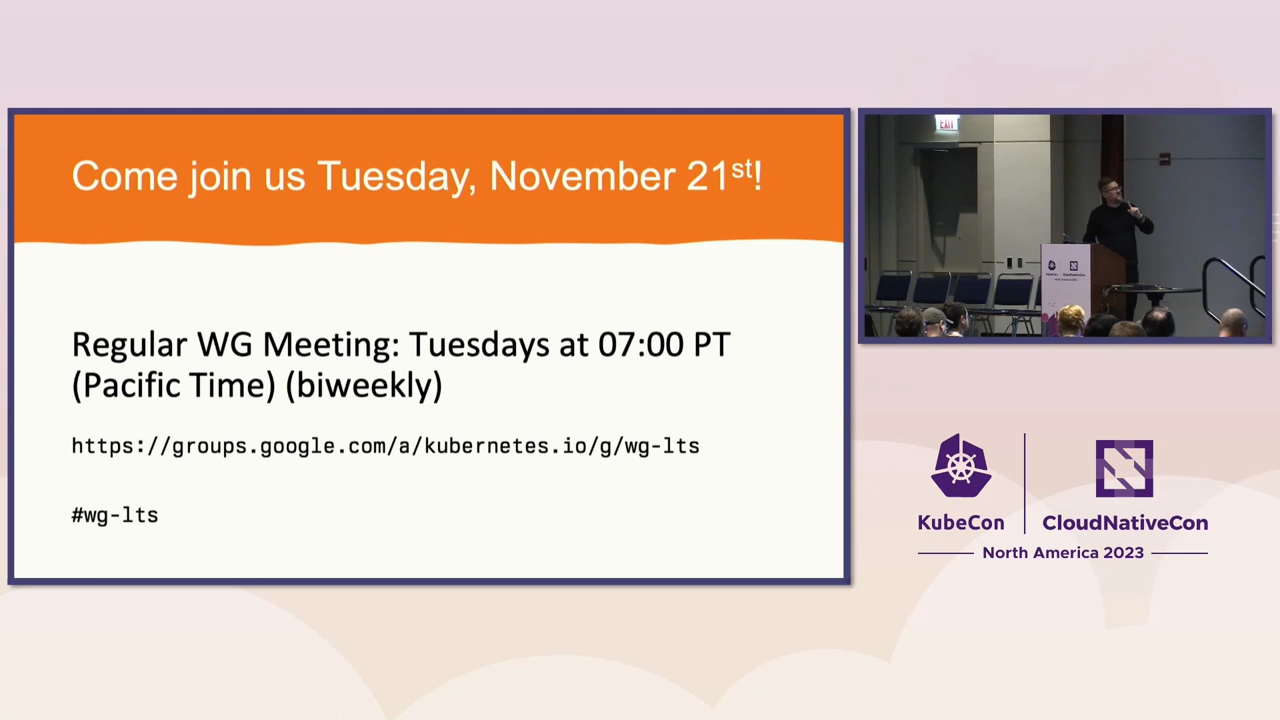 Come join us Tuesday, November 21st!
Regular WG Meeting: Tuesdays at 07:00 PT
(Pacific Time) (biweekly)
https://groups.google.com/a/kubernetes.io/g/wg-lts
#wg-lts
EXIT
KubeCon
CloudNativeCon
North America 2023